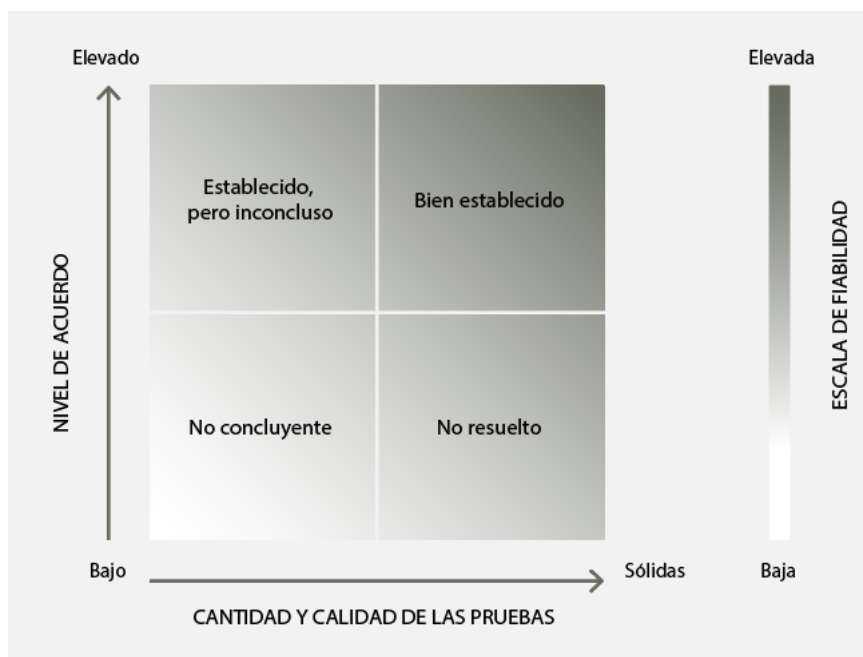 Elevado
Elevada
Establecido,
pero inconcluso
Bien establecido
NIVEL DE ACUERDO
ESCALA DE FIABILIDAD
No concluyente
No resuelto
Bajo
Sólidas
Baja
CANTIDAD Y CALIDAD DE LAS PRUEBAS